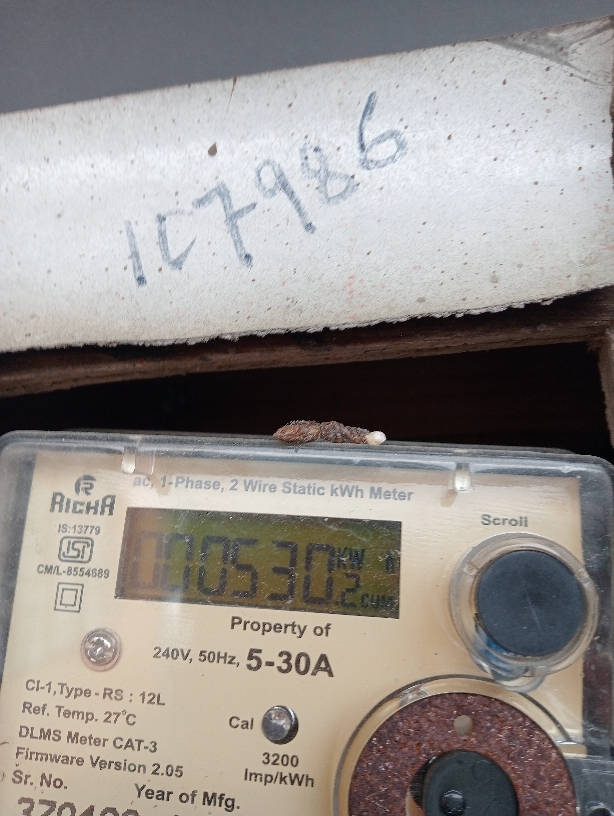 1C7986
RICHA
ac, 1-Phase, 2 Wire Static kWh Meter
IS:13779
ISI
CM/L-8554689
Scroll
000530.2 KW h
CUM
Property of
240V, 50Hz, 5-30A
Cl-1,Type - RS : 12L
Ref. Temp. 27°C
DLMS Meter CAT-3
Firmware Version 2.05
Cal
3200
Imp/kWh
Sr. No.
Year of Mfg.